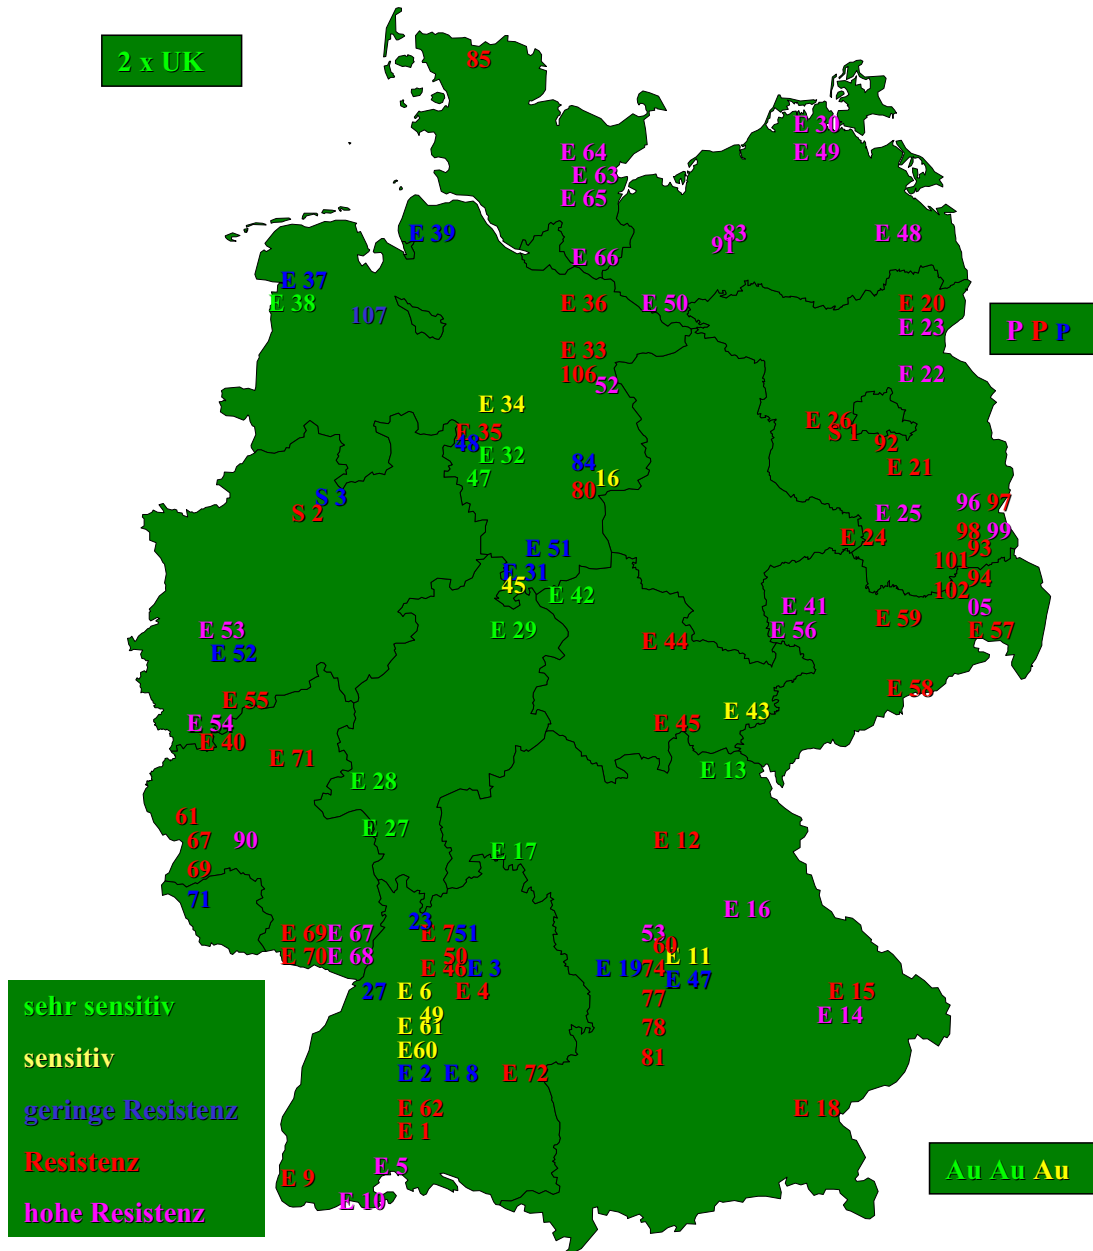 85
2 x UK
E 30
E 64
E 49
E 63
E 65
E 39
83
E 48
91
E 66
E 37
E 38
E 36
E 50
E 20
107
E 23
P P P
E 33
106
52
E 22
E 34
E 26
E 35
S 1
48
92
E 32
84
E 21
47
16
80
S 3
96
97
S 2
E 25
98
99
E 24
E 51
93
101
E 31
45
94
E 42
102
E 41
05
E 59
E 53
E 29
E 56
E 57
E 44
E 52
E 58
E 55
E 43
E 54
E 45
E 40
E 71
E 13
E 28
61
E 27
67
90
E 12
E 17
69
71
E 16
23
E 69
E 67
E 7
51
53
60
E 70
E 68
50
E 11
E 46
E 3
E 19
74
E 47
27
E 6
E 4
E 15
77
sehr sensitiv
49
E 14
E 61
78
E60
sensitiv
81
E 2
E 8
E 72
geringe Resistenz
E 62
E 18
E 1
Resistenz
E 5
Au Au Au
E 9
E 10
hohe Resistenz